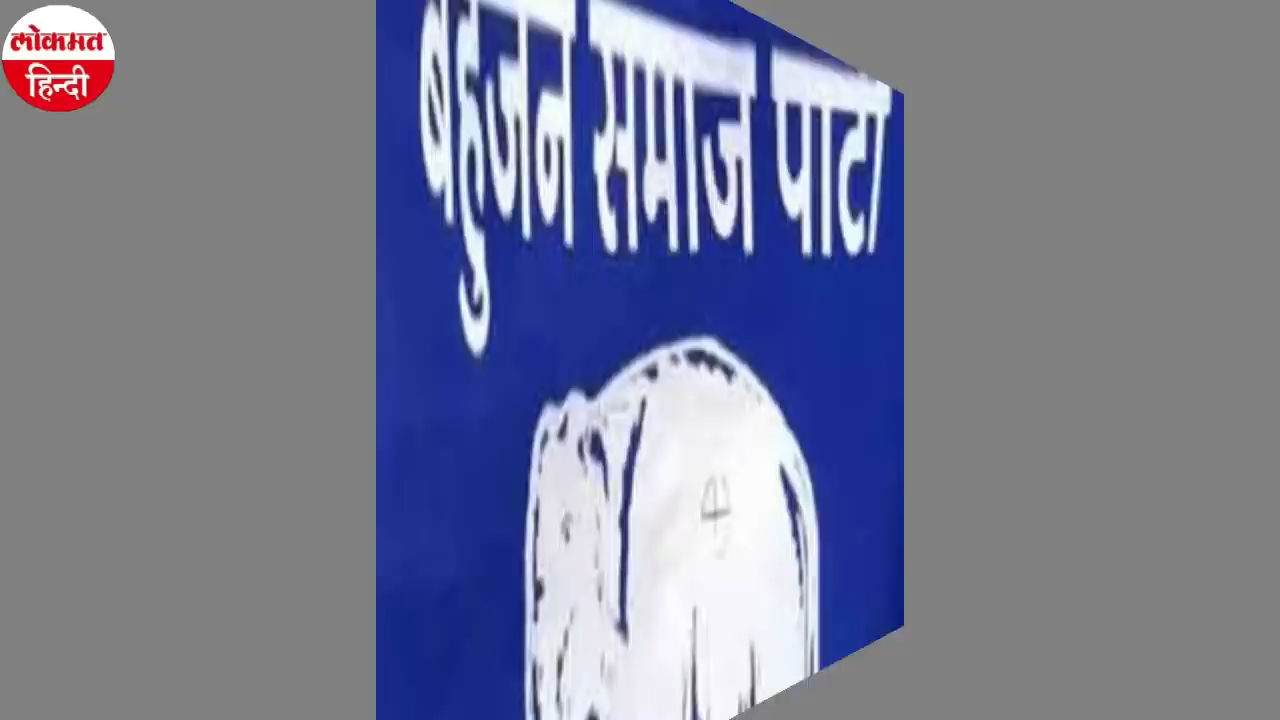 लोकमत
हिन्दी
बहुजन समाज पार्टी